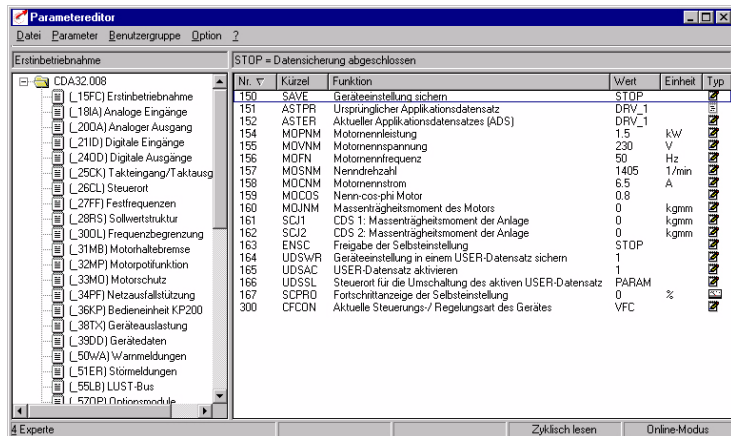 Parametereditor
Datei Parameter Benutzergruppe Option ?
Erstinbetriebnahme STOP = Datensicherung abgeschlossen
CDA32.008
(_15FC) Erstinbetriebnahme
(_18IA) Analoge Eingänge
(_200A) Analoger Ausgang
(_21ID) Digitale Eingänge
(_240D) Digitale Ausgänge
(_25CK) Takteingang/Taktausg
(_26CL) Steuerort
(_27FF) Festfrequenzen
(_28RS) Sollwertstruktur
(_300L) Frequenzbegrenzung
(_31MB) Motorhaltebremse
(_32MP) Motorpotifunktion
(_33MO) Motorschutz
(_34PF) Netzausfallstützung
(_36KP) Bedieneinheit KP200
(_38TX) Geräteauslastung
(_39DD) Gerätedaten
(_50WA) Warnmeldungen
(_51ER) Störmeldungen
(_55LB) LUST-Bus
(_57OP) Optionsmodule
Nr. Kürzel Funktion Wert Einheit Typ
150 SAVE Geräteeinstellung sichern STOP
151 ASTPR Ursprünglicher Applikationsdatensatz DRV_1
152 ASTER Aktueller Applikationsdatensatzes (ADS) DRV_1
154 MOPNM Motornennleistung 1.5 kW
155 MOVNM Motornennspannung 230 V
156 MOFN Motornennfrequenz 50 Hz
157 MOSNM Nenndrehzahl 1405 1/min
158 MOCNM Motornennstrom 6.5 A
159 MOCOS Nenn-cos-phi Motor 0.8
160 MOJNM Massenträgheitsmoment des Motors 0 kgmm
161 SCJ1 CDS 1: Massenträgheitsmoment der Anlage 0 kgmm
162 SCJ2 CDS 2: Massenträgheitsmoment der Anlage 0 kgmm
163 ENSC Freigabe der Selbsteinstellung STOP
164 UDSWR Geräteeinstellung in einem USER-Datensatz sichern 1
165 UDSAC USER-Datensatz aktivieren 1
166 UDSSL Steuerort für die Umschaltung des aktiven USER-Datensatz PARAM
167 SCPRO Fortschrittanzeige der Selbsteinstellung 0 %
300 CFCON Aktuelle Steuerungs-/ Regelungsart des Gerätes VFC
4 Experte Zyklisch lesen Online-Modus